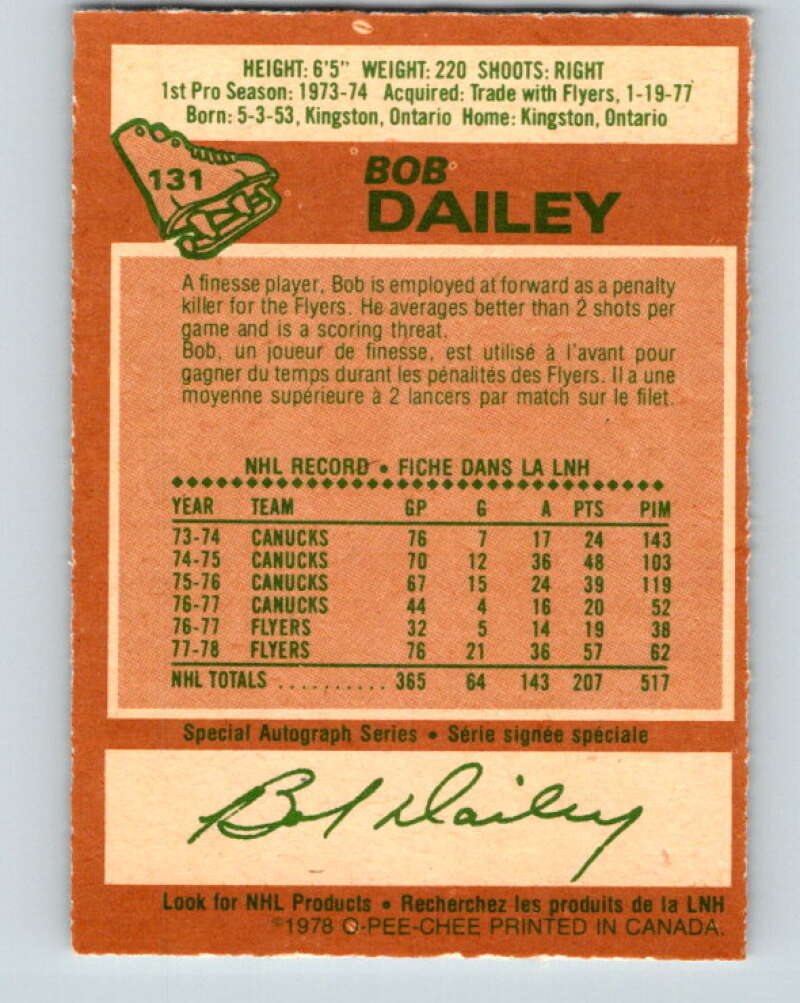 HEIGHT: 6'5" WEIGHT: 220 SHOOTS: RIGHT
1st Pro Season: 1973-74 Acquired: Trade with Flyers, 1-19-77
Born: 5-3-53, Kingston, Ontario Home: Kingston, Ontario
131
BOB
DAILEY
A finesse player, Bob is employed at forward as a penalty
killer for the Flyers. He averages better than 2 shots per
game and is a scoring threat.
Bob, un joueur de finesse, est utilisé à l'avant pour
gagner du temps durant les pénalités des Flyers. Il a une
moyenne supérieure à 2 lancers par match sur le filet.
NHL RECORD • FICHE DANS LA LNH
YEAR TEAM GP G A PTS PIM
73-74 CANUCKS 76 7 17 24 143
74-75 CANUCKS 70 12 36 48 103
75-76 CANUCKS 67 15 24 39 119
76-77 CANUCKS 44 4 16 20 52
76-77 FLYERS 32 5 14 19 38
77-78 FLYERS 76 21 36 57 62
NHL TOTALS .......... 365 64 143 207 517
Special Autograph Series • Série signée spéciale
Bob Dailey
Look for NHL Products • Recherchez les produits de la LNH
©1978 O-PEE-CHEE PRINTED IN CANADA.